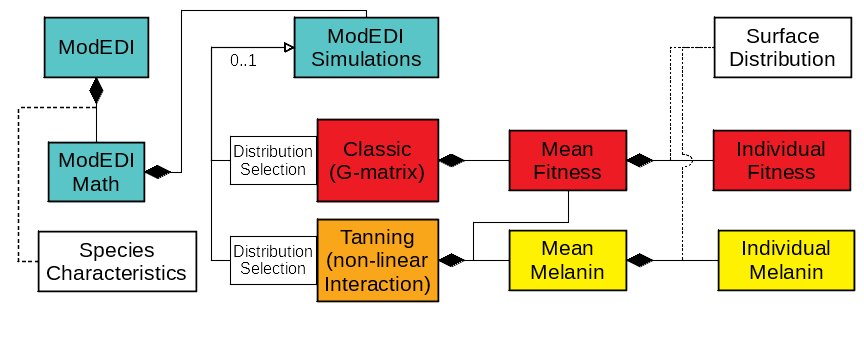 ModEDI
ModEDI
Simulations
Surface
Distribution
0..1
ModEDI
Math
Distribution
Selection
Classic
(G-matrix)
Mean
Fitness
Individual
Fitness
Species
Characteristics
Distribution
Selection
Tanning
(non-linear
Interaction)
Mean
Melanin
Individual
Melanin